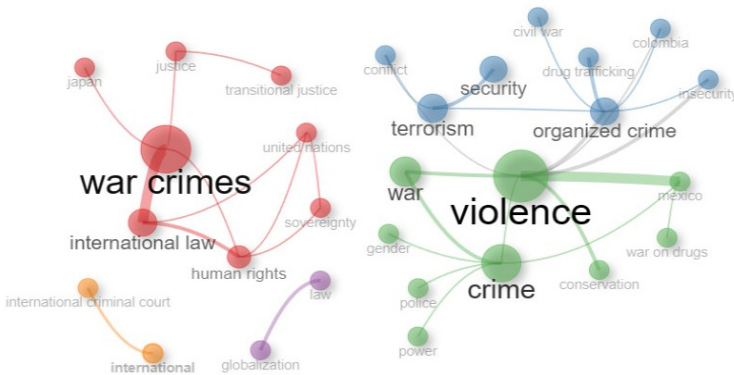 japan
justice
transitional justice
united nations
war crimes
sovereignty
international law
human rights
international criminal court
law
international
globalization
civil war
colombia
conflict
drug trafficking
security
insecurity
terrorism
organized crime
war
mexico
violence
gender
war on drugs
crime
conservation
police
power